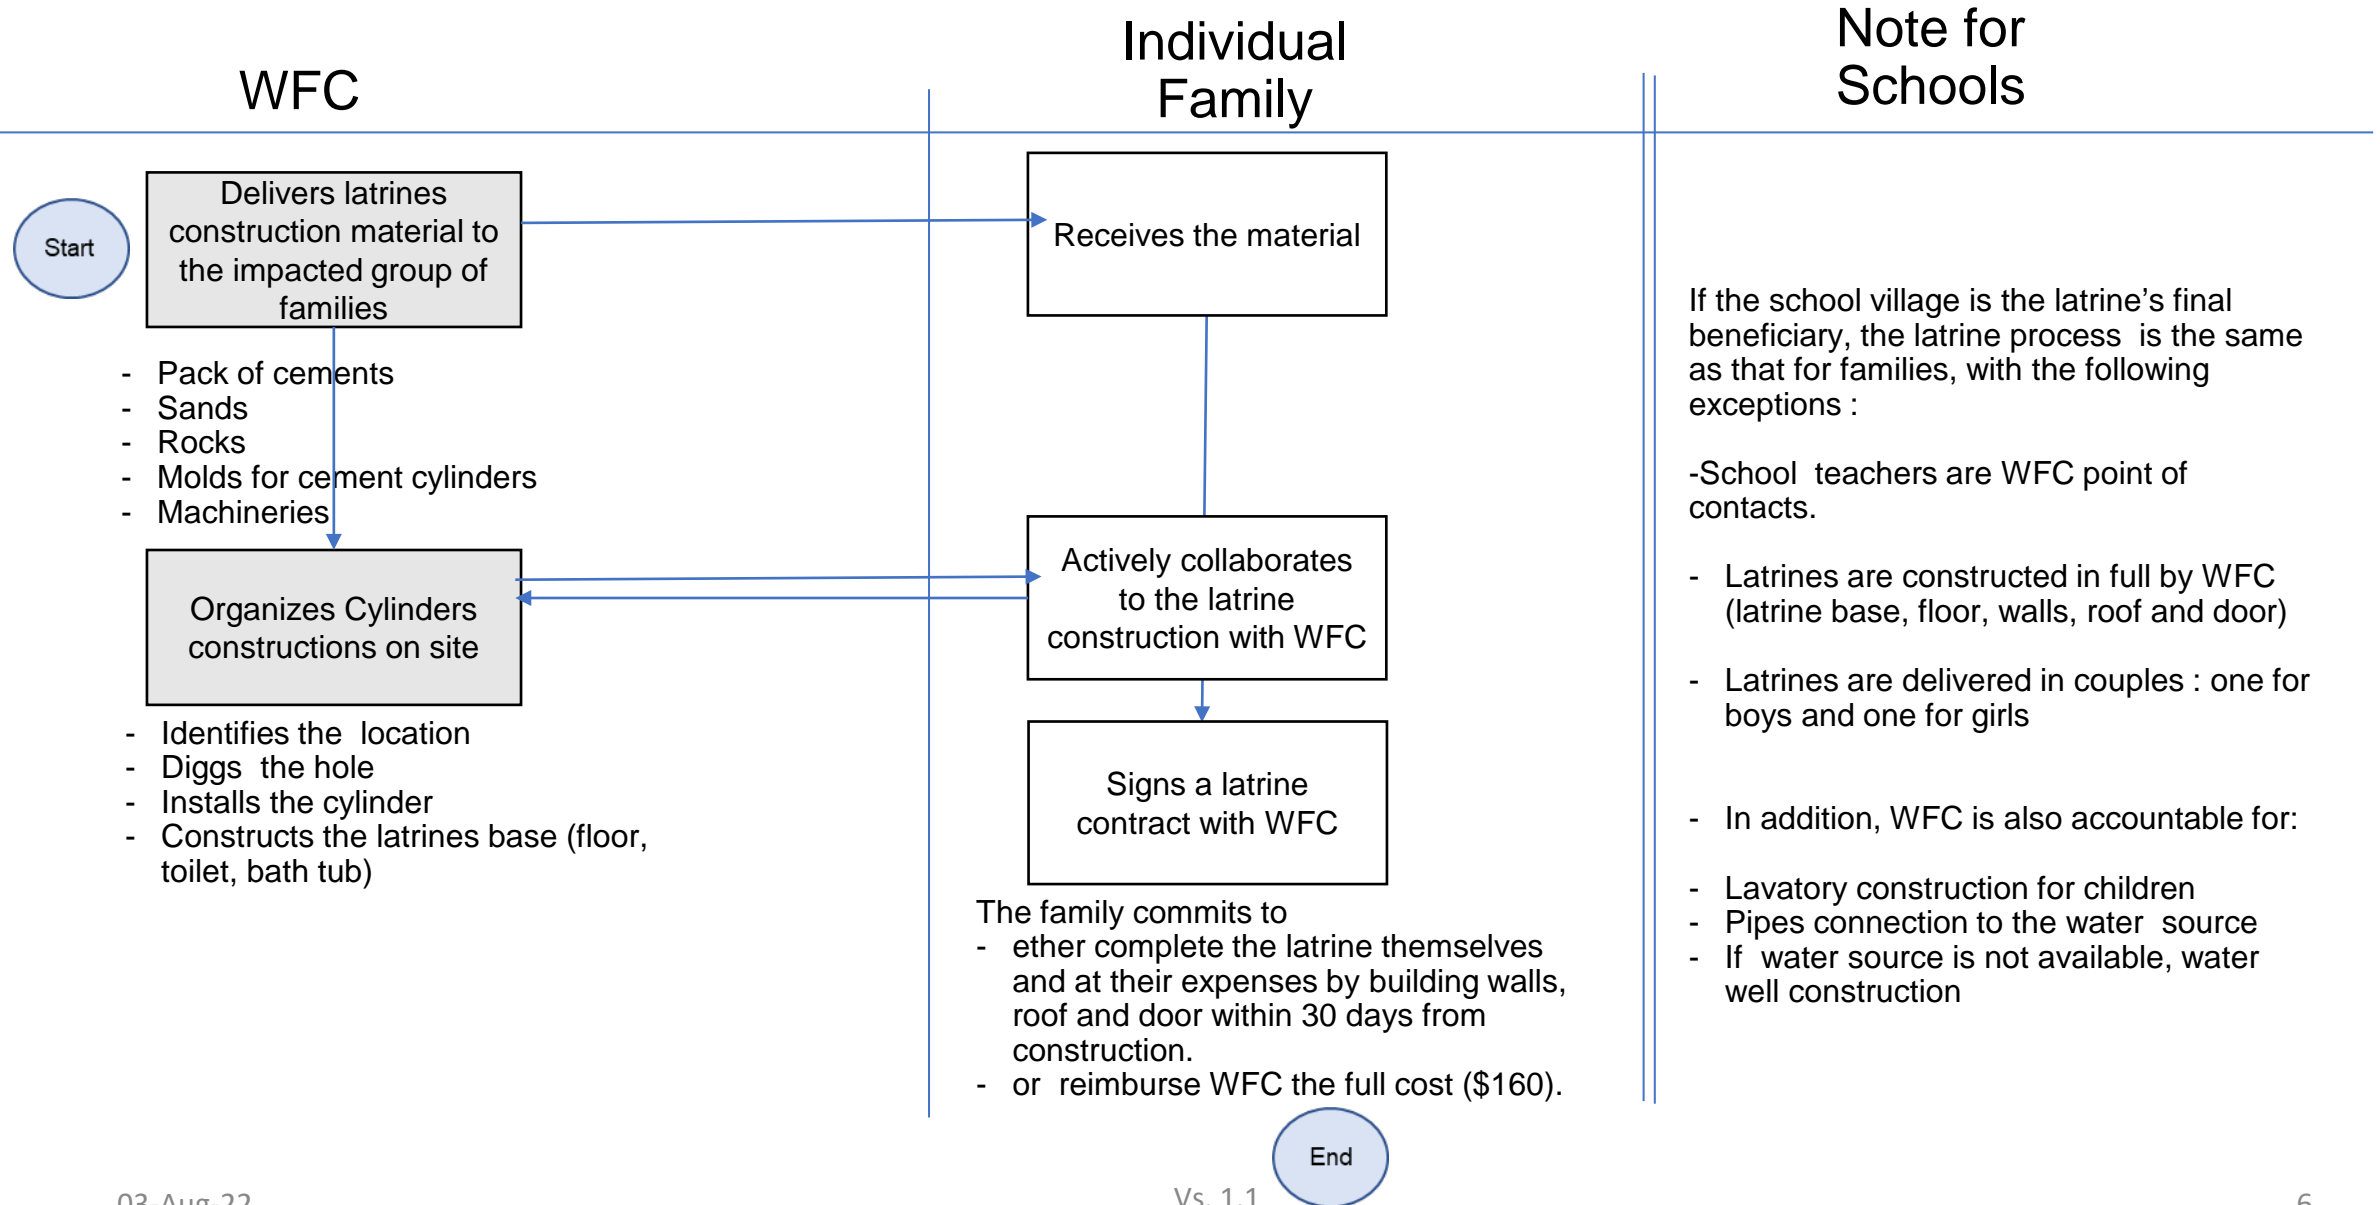 WFC
Individual
Family
Note for
Schools
Start
Delivers latrines
construction material to
the impacted group of
families
- Pack of cements
- Sands
- Rocks
- Molds for cement cylinders
- Machineries
Organizes Cylinders
constructions on site
- Identifies the location
- Diggs the hole
- Installs the cylinder
- Constructs the latrines base (floor,
toilet, bath tub)
Receives the material
Actively collaborates
to the latrine
construction with WFC
Signs a latrine
contract with WFC
The family commits to
- ether complete the latrine themselves
and at their expenses by building walls,
roof and door within 30 days from
construction.
- or reimburse WFC the full cost ($160).
End
If the school village is the latrine’s final
beneficiary, the latrine process is the same
as that for families, with the following
exceptions :
-School teachers are WFC point of
contacts.
- Latrines are constructed in full by WFC
(latrine base, floor, walls, roof and door)
- Latrines are delivered in couples : one for
boys and one for girls
- In addition, WFC is also accountable for:
- Lavatory construction for children
- Pipes connection to the water source
- If water source is not available, water
well construction
03-Aug-22
Vs. 1.1
6